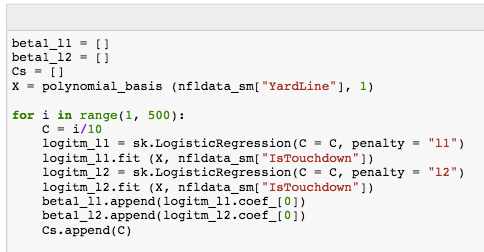 beta1_l1 = []
beta1_l2 = []
Cs = []
X = polynomial_basis (nfldata_sm["YardLine"], 1)
for i in range(1, 500):
    C = i/10
    logitm_l1 = sk.LogisticRegression(C = C, penalty = "l1")
    logitm_l1.fit (X, nfldata_sm["IsTouchdown"])
    logitm_l2 = sk.LogisticRegression(C = C, penalty = "l2")
    logitm_l2.fit (X, nfldata_sm["IsTouchdown"])
    beta1_l1.append(logitm_l1.coef_[0])
    beta1_l2.append(logitm_l2.coef_[0])
    Cs.append(C)